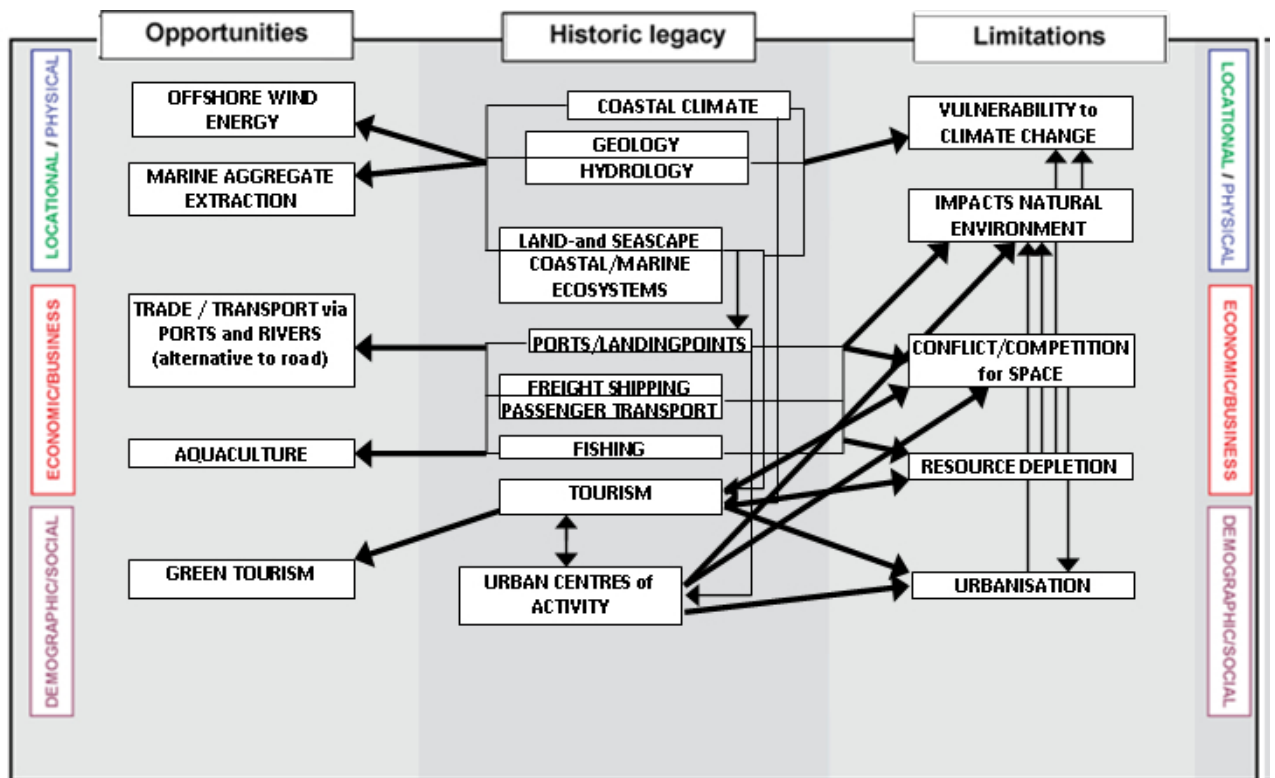 Opportunities
Historic legacy
Limitations
LOCATIONAL / PHYSICAL
ECONOMIC/BUSINESS
DEMOGRAPHIC/SOCIAL
OFFSHORE WIND
ENERGY
MARINE AGGREGATE
EXTRACTION
TRADE / TRANSPORT via
PORTS and RIVERS
(alternative to road)
AQUACULTURE
GREEN TOURISM
COASTAL CLIMATE
GEOLOGY
HYDROLOGY
LAND-and SEASCAPE
COASTAL/MARINE
ECOSYSTEMS
PORTS/LANDINGPOINTS
FREIGHT SHIPPING
PASSENGER TRANSPORT
FISHING
TOURISM
URBAN CENTRES of
ACTIVITY
VULNERABILITY to
CLIMATE CHANGE
IMPACTS NATURAL
ENVIRONMENT
CONFLICT/COMPETITION
for SPACE
RESOURCE DEPLETION
URBANISATION
LOCATIONAL / PHYSICAL
ECONOMIC/BUSINESS
DEMOGRAPHIC/SOCIAL